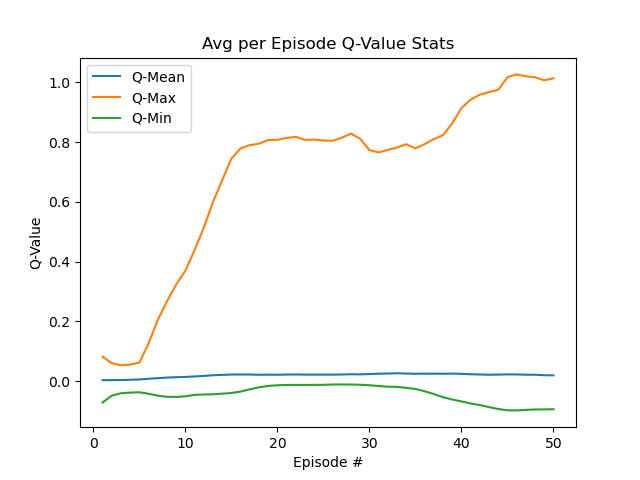 Avg per Episode Q-Value Stats
Q-Mean
Q-Max
Q-Min
Q-Value
1.0
0.8
0.6
0.4
0.2
0.0
0 10 20 30 40 50
Episode #